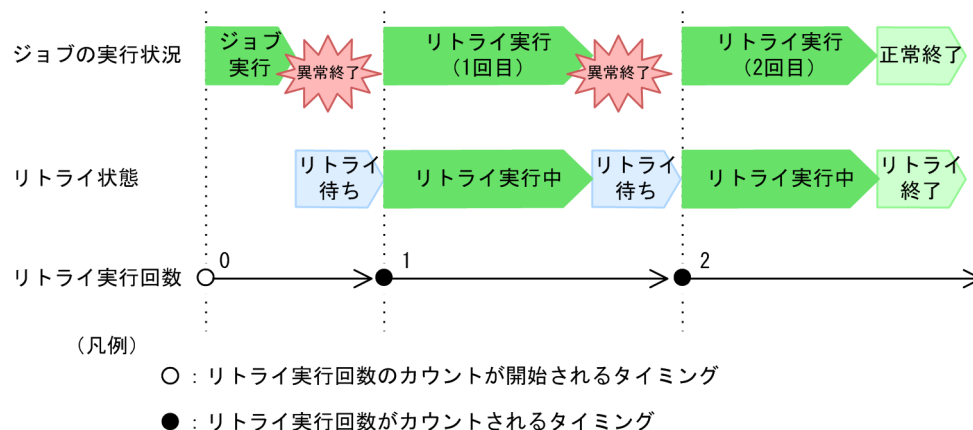 ジョブの実行状況
ジョブ
実行
異常終了
リトライ実行
(1回目)
異常終了
リトライ実行
(2回目)
正常終了
リトライ状態
リトライ
待ち
リトライ実行中
リトライ
待ち
リトライ実行中
リトライ
終了
リトライ実行回数
0
1
2
(凡例)
○ : リトライ実行回数のカウントが開始されるタイミング
● : リトライ実行回数がカウントされるタイミング